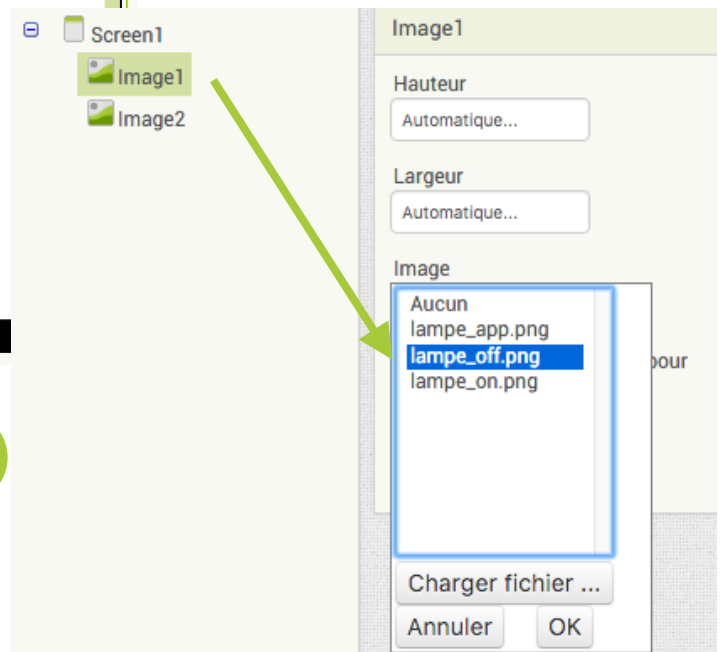 Screen1
Image1
Image2
Image1
Hauteur
Automatique...
Largeur
Automatique...
Image
Aucun
lampe_app.png
lampe_off.png
lampe_on.png
pour
Charger fichier ...
Annuler OK